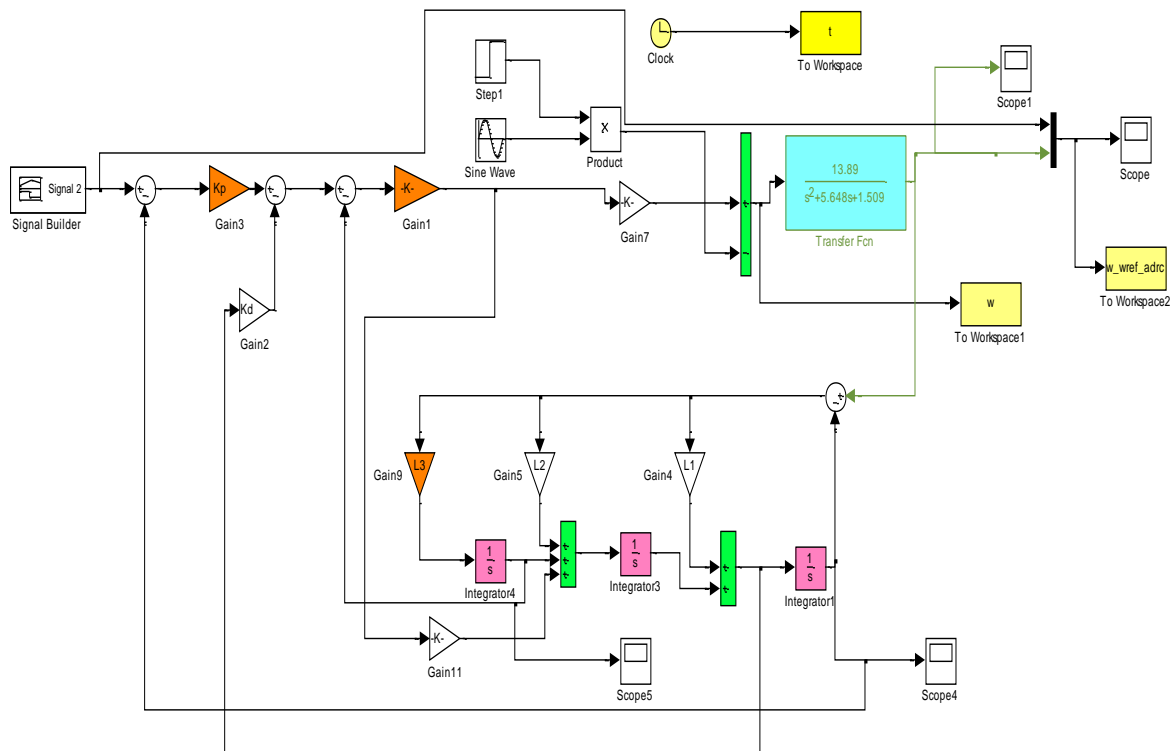 t
To Workspace
Clock
Step1
Scope1
X
Product
Sine Wave
Scope
Signal 2
Signal Builder
Kp
Gain3
-K-
Gain1
-K-
Gain7
13.89
s²+5.648s+1.509
Transfer Fcn
w_wref_adrc
To Workspace2
w
To Workspace1
Kd
Gain2
L3
Gain9
L2
Gain5
L1
Gain4
1
s
Integrator4
1
s
Integrator3
1
s
Integrator1
-K-
Gain11
Scope5
Scope4